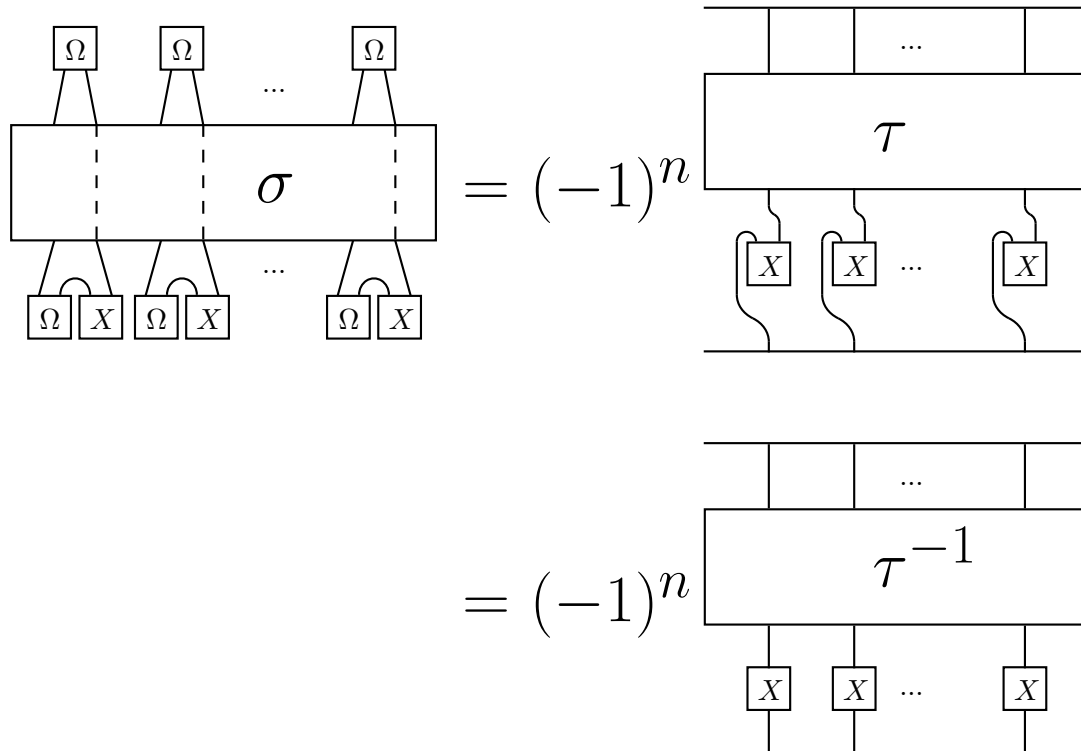 Ω Ω ... Ω
...
σ = (−1)^n τ
Ω X Ω X ... Ω X
X X ... X
...
= (−1)^n τ^{−1}
X X ... X